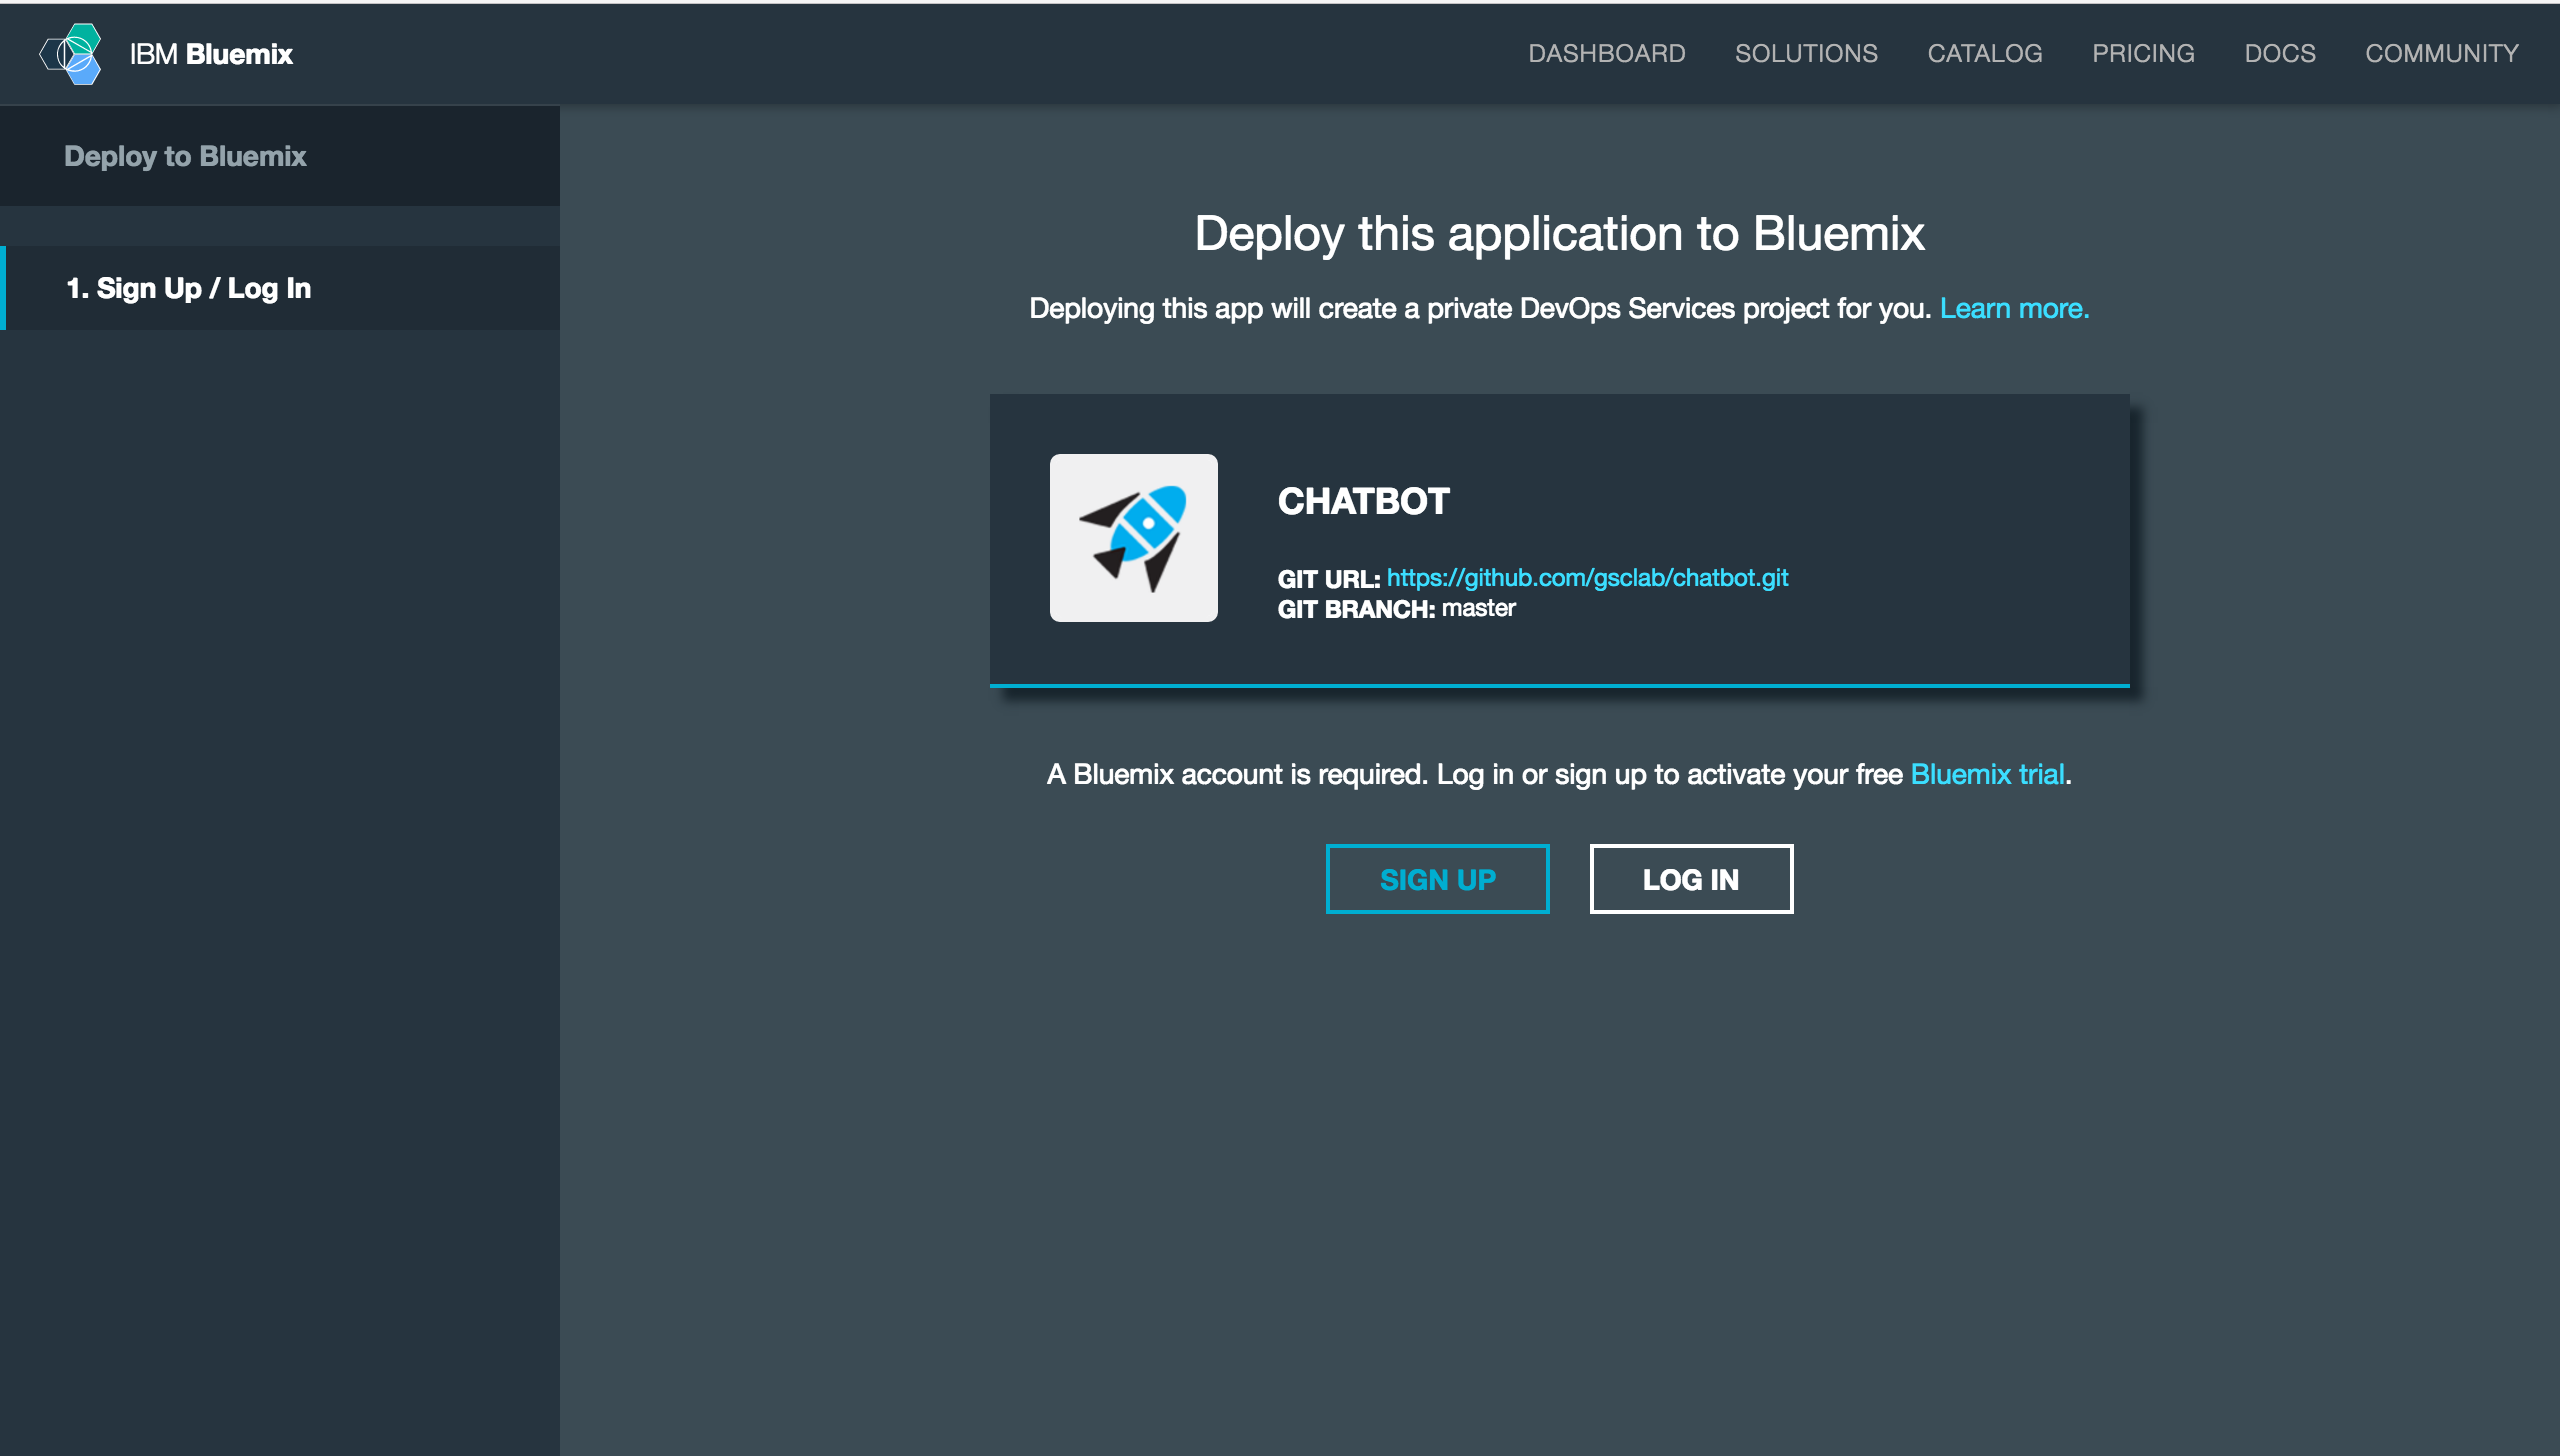 IBM Bluemix
DASHBOARD SOLUTIONS CATALOG PRICING DOCS COMMUNITY
Deploy to Bluemix
1. Sign Up / Log In
Deploy this application to Bluemix
Deploying this app will create a private DevOps Services project for you. Learn more.
CHATBOT
GIT URL: https://github.com/gsclab/chatbot.git
GIT BRANCH: master
A Bluemix account is required. Log in or sign up to activate your free Bluemix trial.
SIGN UP LOG IN